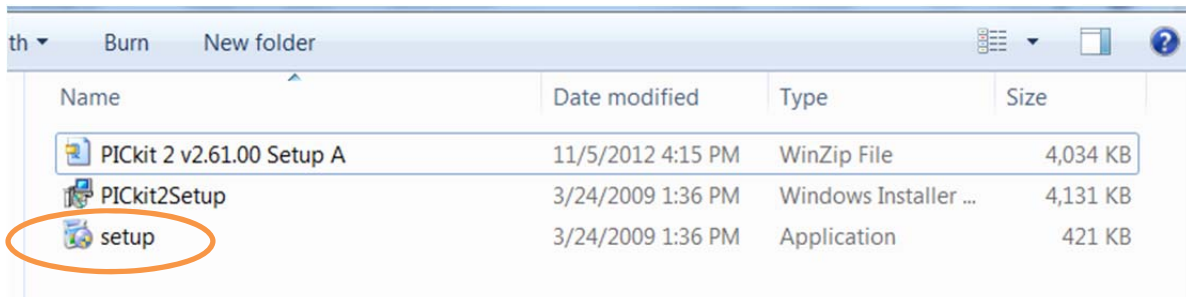 th Burn New folder
Name Date modified Type Size
PICkit 2 v2.61.00 Setup A 11/5/2012 4:15 PM WinZip File 4,034 KB
PICkit2Setup 3/24/2009 1:36 PM Windows Installer ... 4,131 KB
setup 3/24/2009 1:36 PM Application 421 KB